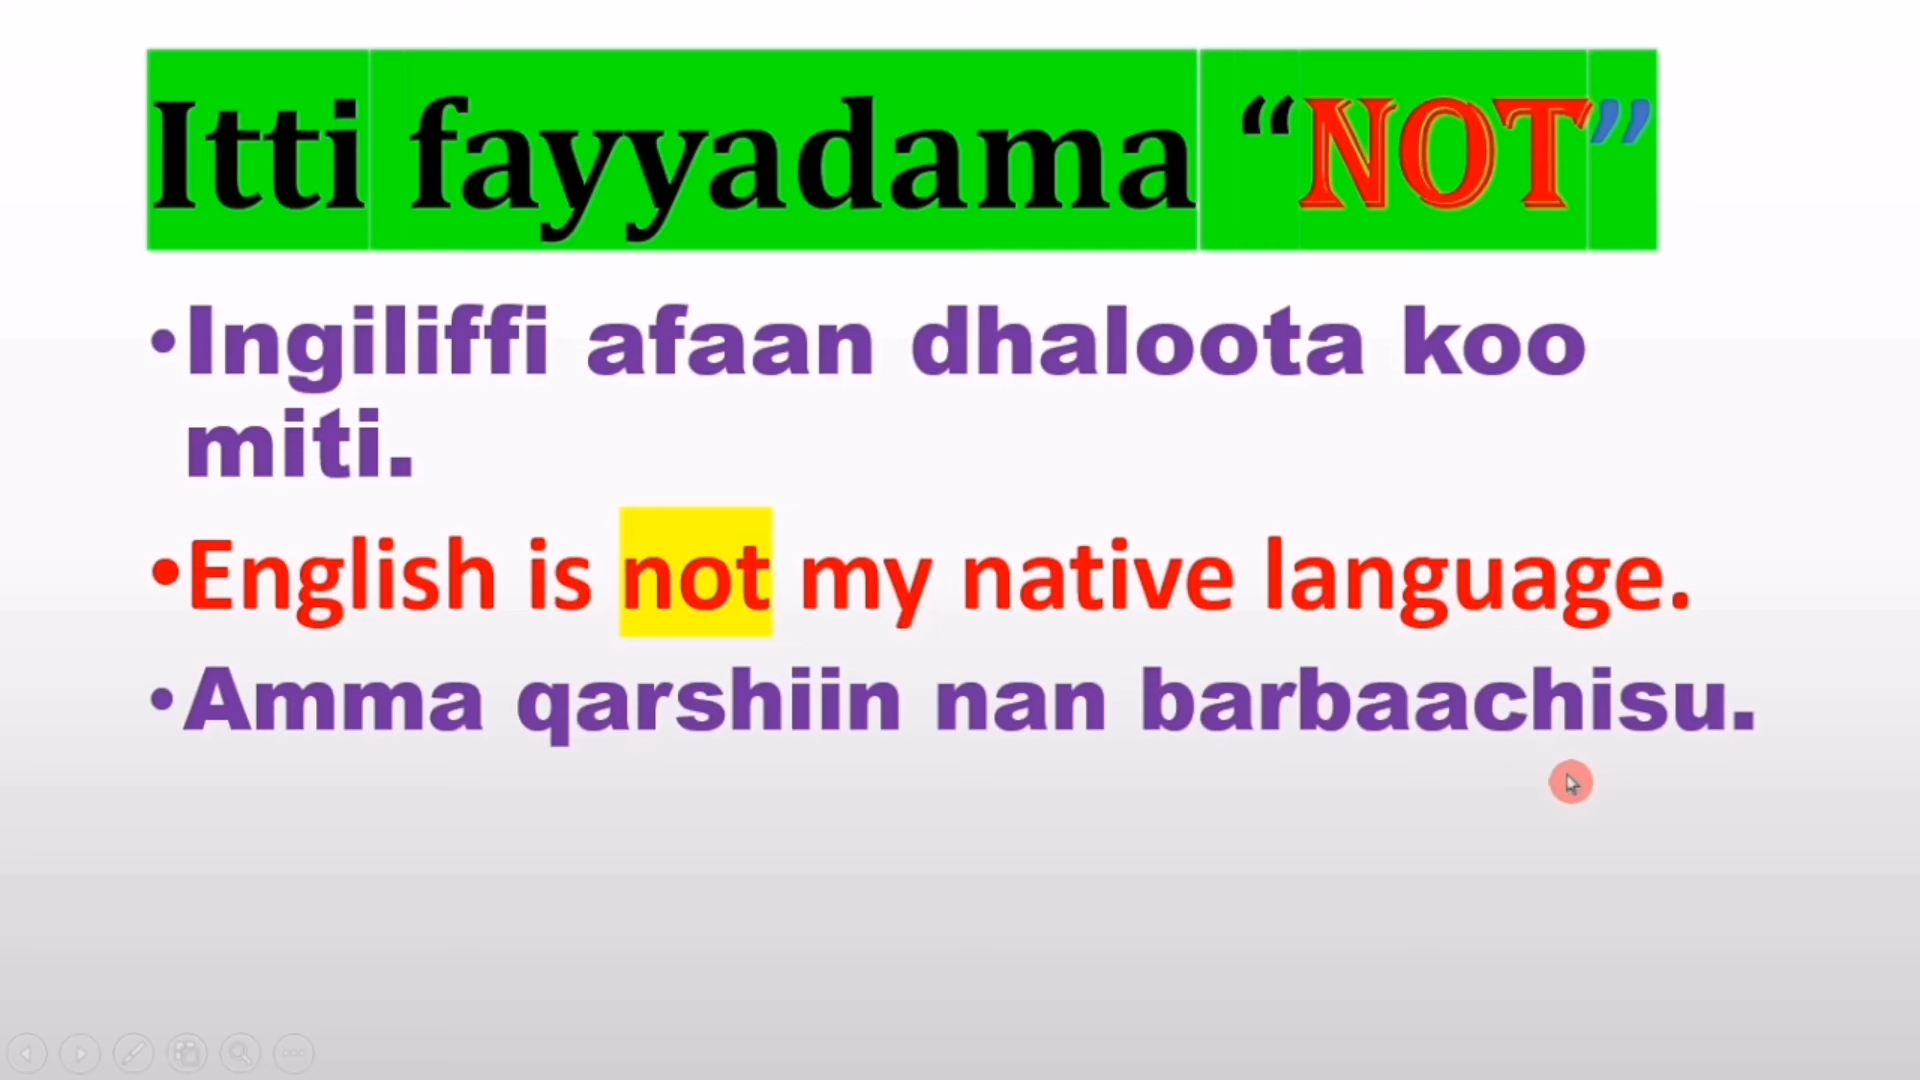 Itti fayyadama “NOT”
•Ingiliffi afaan dhaloota koo
miti.
•English is not my native language.
•Amma qarshiin nan barbaachisu.